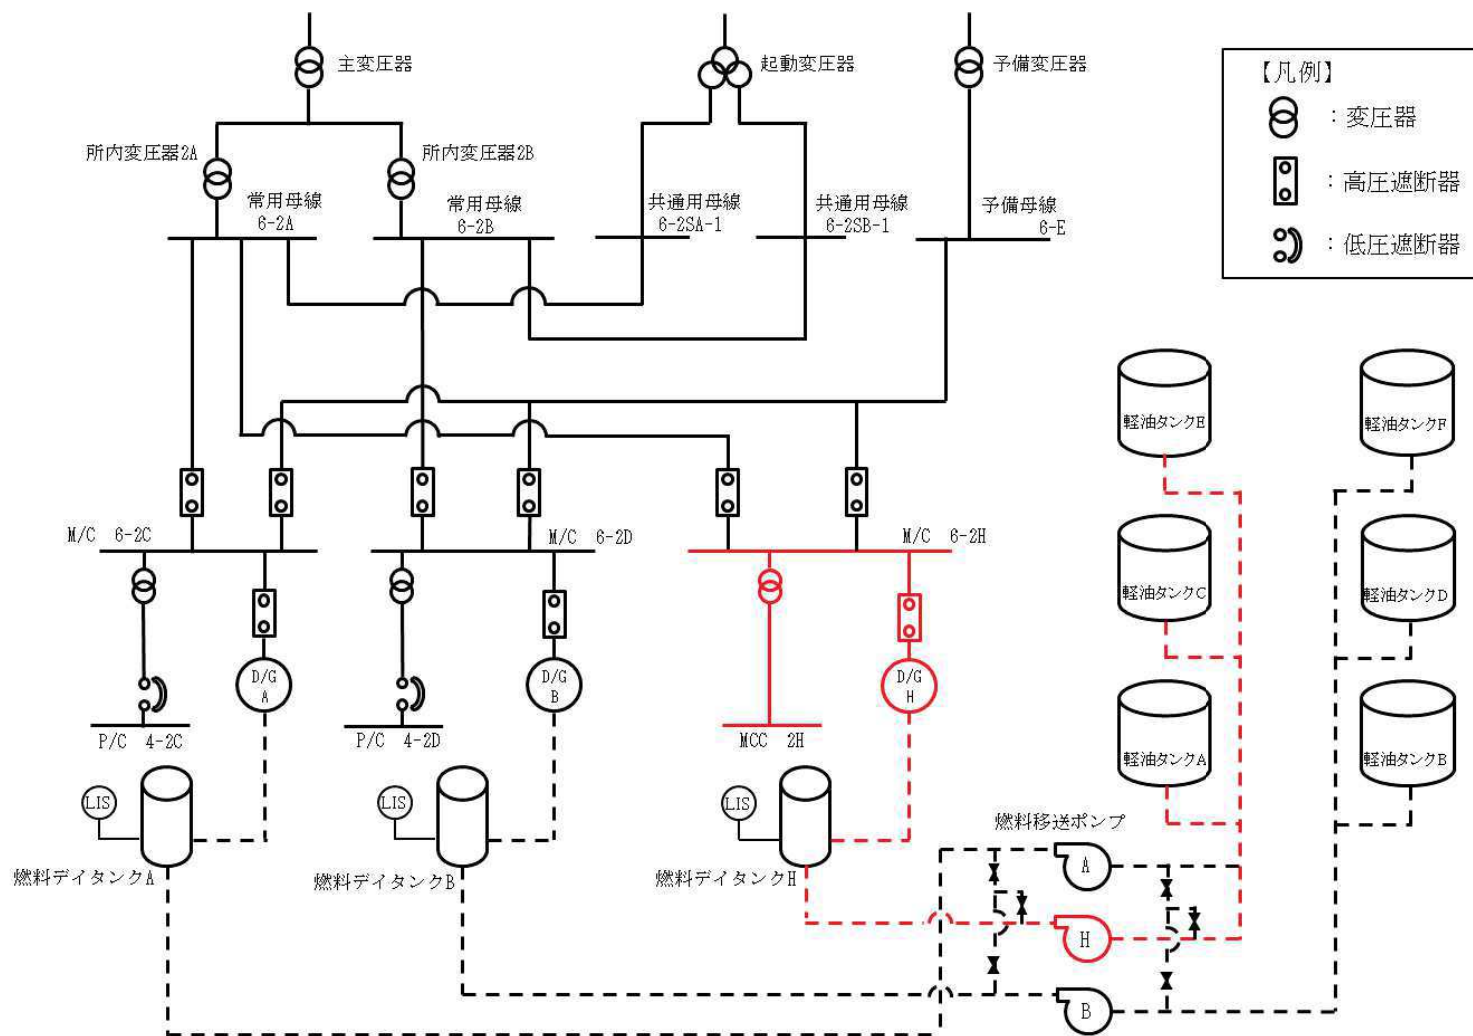 主変圧器
起動変圧器
予備変圧器
【凡例】
：変圧器
：高圧遮断器
：低圧遮断器
所内変圧器2A
所内変圧器2B
常用母線
6-2A
常用母線
6-2B
共通用母線
6-2SA-1
共通用母線
6-2SB-1
予備母線
6-E
軽油タンクE
軽油タンクF
M/C 6-2C
M/C 6-2D
M/C 6-2H
軽油タンクC
軽油タンクD
D/G
A
D/G
B
D/G
H
P/C 4-2C
P/C 4-2D
MCC 2H
軽油タンクA
軽油タンクB
LIS
LIS
LIS
燃料移送ポンプ
燃料デイタンクA
燃料デイタンクB
燃料デイタンクH
A
H
B